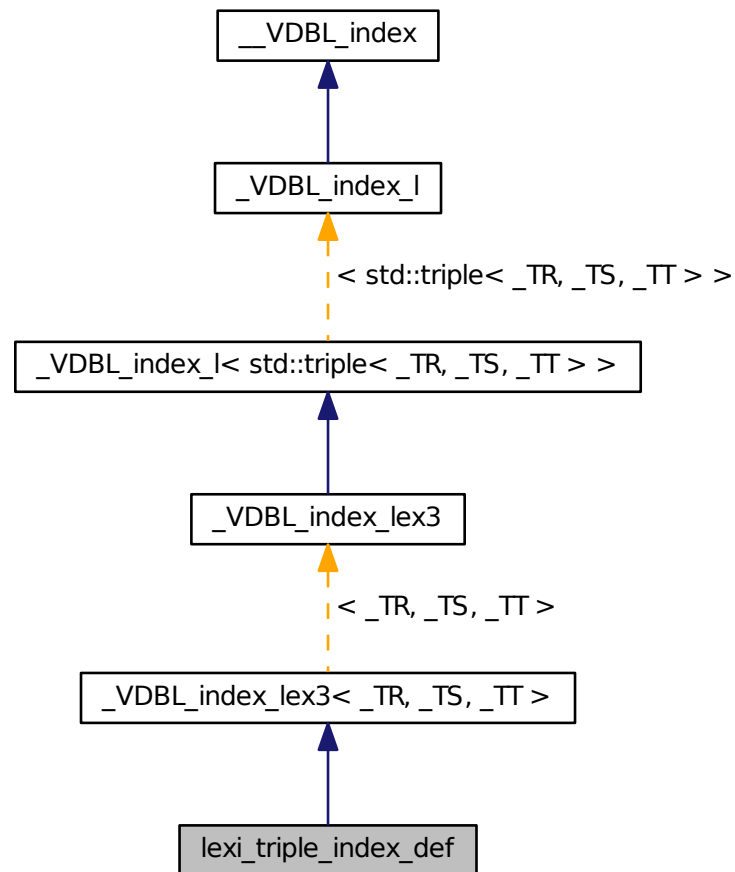 __VDBL_index
_VDBL_index_l
< std::triple< _TR, _TS, _TT > >
_VDBL_index_l< std::triple< _TR, _TS, _TT > >
_VDBL_index_lex3
< _TR, _TS, _TT >
_VDBL_index_lex3< _TR, _TS, _TT >
lexi_triple_index_def